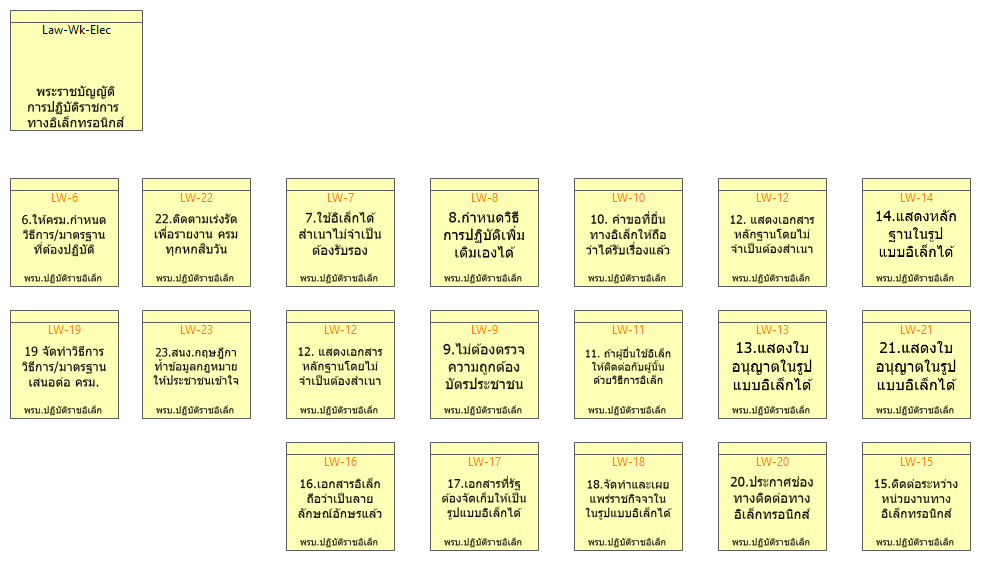 Law-Wk-Elec
พระราชบัญญัติ
การปฏิบัติราชการ
ทางอิเล็กทรอนิกส์
LW-6
6.ให้ครม.กำหนด
วิธีการ/มาตรฐาน
ที่ต้องปฏิบัติ
พรบ.ปฏิบัติราชอิเล็ก
LW-22
22.ติดตามเร่งรัด
เพื่อรายงาน ครม
ทุกหกสิบวัน
พรบ.ปฏิบัติราชอิเล็ก
LW-7
7.ใช้อิเล็กได้
สำเนาไม่จำเป็น
ต้องรับรอง
พรบ.ปฏิบัติราชอิเล็ก
LW-8
8.กำหนดวิธี
การปฏิบัติเพิ่ม
เติมเองได้
พรบ.ปฏิบัติราชอิเล็ก
LW-10
10. คำขอที่ยื่น
ทางอิเล็กให้ถือ
ว่าได้รับเรื่องแล้ว
พรบ.ปฏิบัติราชอิเล็ก
LW-12
12. แสดงเอกสาร
หลักฐานโดยไม่
จำเป็นต้องสำเนา
พรบ.ปฏิบัติราชอิเล็ก
LW-14
14.แสดงหลัก
ฐานในรูป
แบบอิเล็กได้
พรบ.ปฏิบัติราชอิเล็ก
LW-19
19 จัดทำวิธีการ
วิธีการ/มาตรฐาน
เสนอต่อ ครม.
พรบ.ปฏิบัติราชอิเล็ก
LW-23
23.สนง.กฤษฎีกา
ทำข้อมูลกฎหมาย
ให้ประชาชนเข้าใจ
พรบ.ปฏิบัติราชอิเล็ก
LW-12
12. แสดงเอกสาร
หลักฐานโดยไม่
จำเป็นต้องสำเนา
พรบ.ปฏิบัติราชอิเล็ก
LW-9
9.ไม่ต้องตรวจ
ความถูกต้อง
บัตรประชาชน
พรบ.ปฏิบัติราชอิเล็ก
LW-11
11. ถ้าผู้ยื่นใช้อิเล็ก
ให้ติดต่อกับผู้นั้น
ด้วยวิธีการอิเล็ก
พรบ.ปฏิบัติราชอิเล็ก
LW-13
13.แสดงใบ
อนุญาตในรูป
แบบอิเล็กได้
พรบ.ปฏิบัติราชอิเล็ก
LW-21
21.แสดงใบ
อนุญาตในรูป
แบบอิเล็กได้
พรบ.ปฏิบัติราชอิเล็ก
LW-16
16.เอกสารอิเล็ก
ถือว่าเป็นลาย
ลักษณ์อักษรแล้ว
พรบ.ปฏิบัติราชอิเล็ก
LW-17
17.เอกสารที่รัฐ
ต้องจัดเก็บให้เป็น
รูปแบบอิเล็กได้
พรบ.ปฏิบัติราชอิเล็ก
LW-18
18.จัดทำและเผย
แพร่ราชกิจจาใน
ในรูปแบบอิเล็กได้
พรบ.ปฏิบัติราชอิเล็ก
LW-20
20.ประกาศช่อง
ทางติดต่อทาง
อิเล็กทรอนิกส์
พรบ.ปฏิบัติราชอิเล็ก
LW-15
15.ติดต่อระหว่าง
หน่วยงานทาง
อิเล็กทรอนิกส์
พรบ.ปฏิบัติราชอิเล็ก